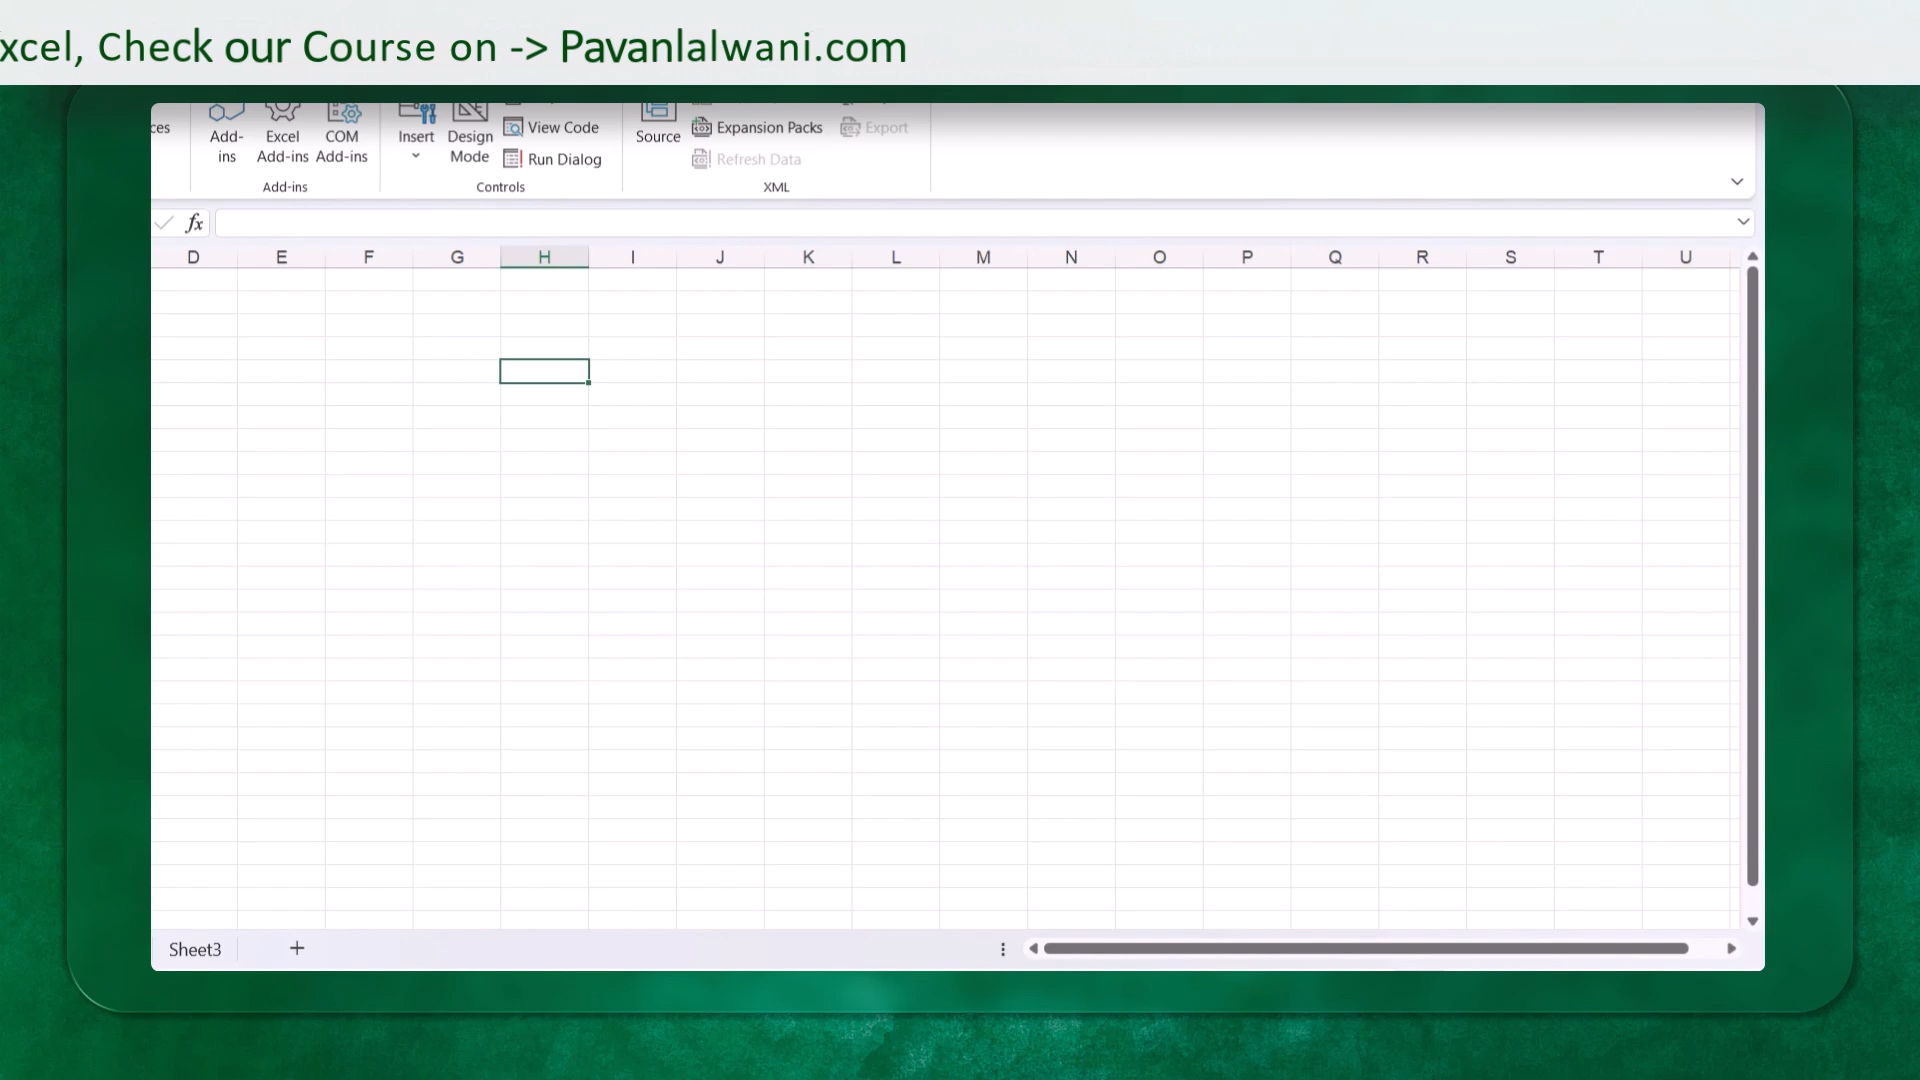 xcel, Check our Course on -> Pavanlalwani.com
ces
Add-
ins
Excel
Add-ins
COM
Add-ins
Add-ins
Insert
Design
Mode
View Code
Run Dialog
Controls
Source
Expansion Packs
Refresh Data
Export
XML
fx
D E F G H I J K L M N O P Q R S T U
Sheet3 +